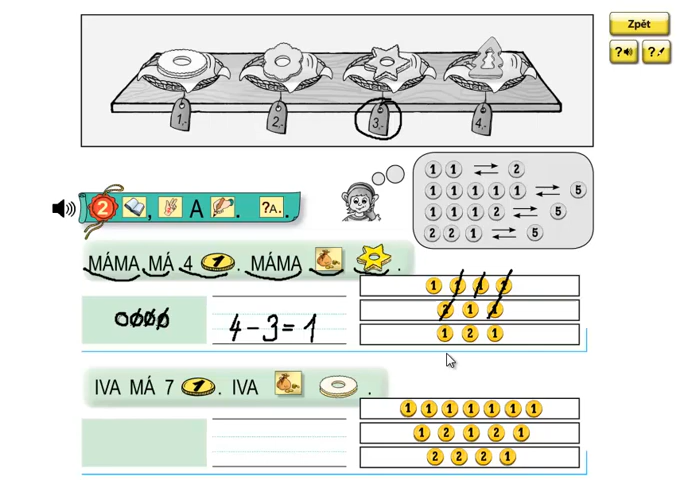 Zpět
? ?
1,- 2,- 3,- 4,-
1 1 2
1 1 1 1 1 5
1 1 1 2 5
2 2 1 5
2 , A . ?A. .
MÁMA MÁ 4 1 . MÁMA .
1 1 1 1
2 1 1
4 - 3 = 1
1 2 1
IVA MÁ 7 1 . IVA .
1 1 1 1 1 1 1
1 2 1 2 1
2 2 2 1